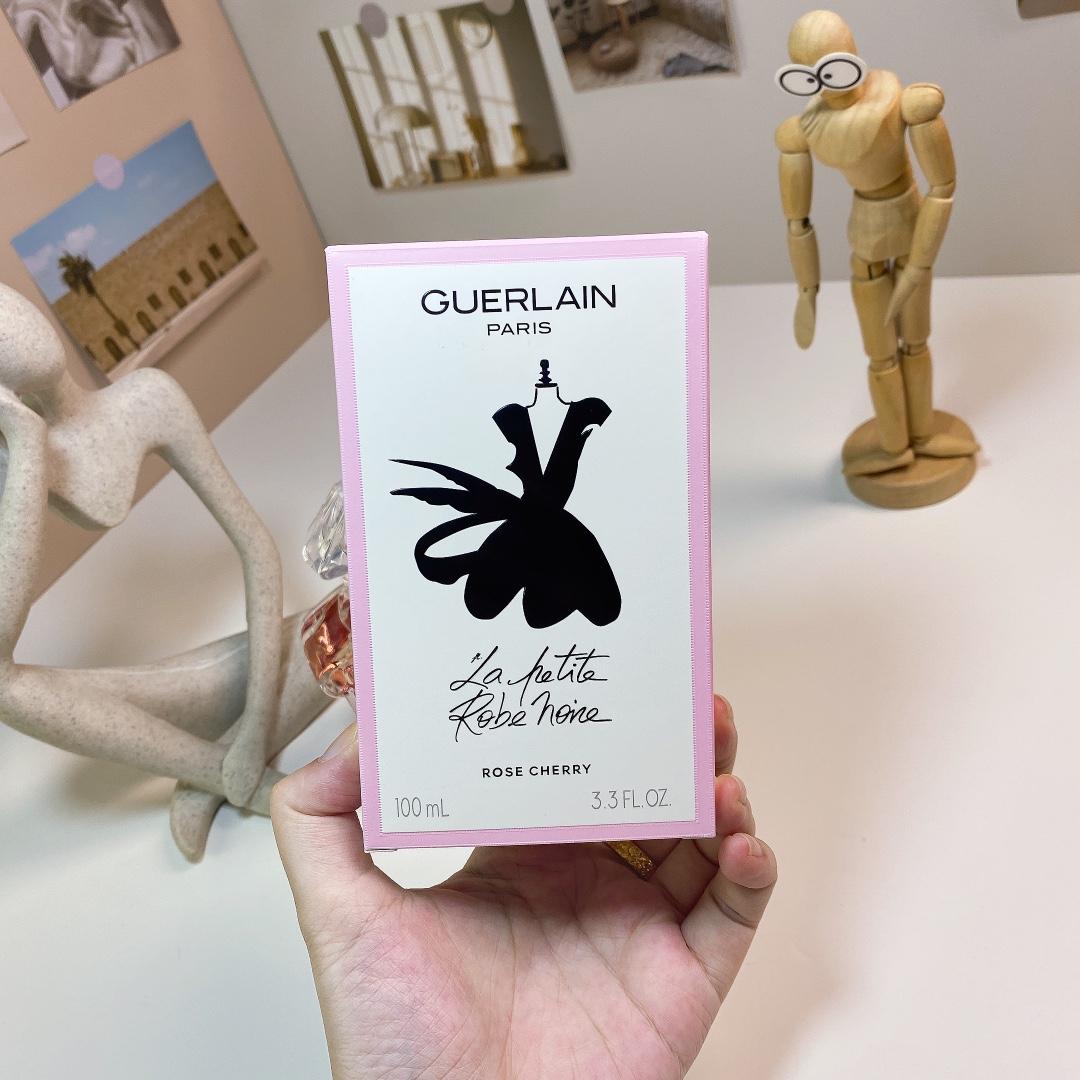 GUERLAIN
PARIS
La petite
Robe noire
ROSE CHERRY
100 mL 3.3 FL.OZ.